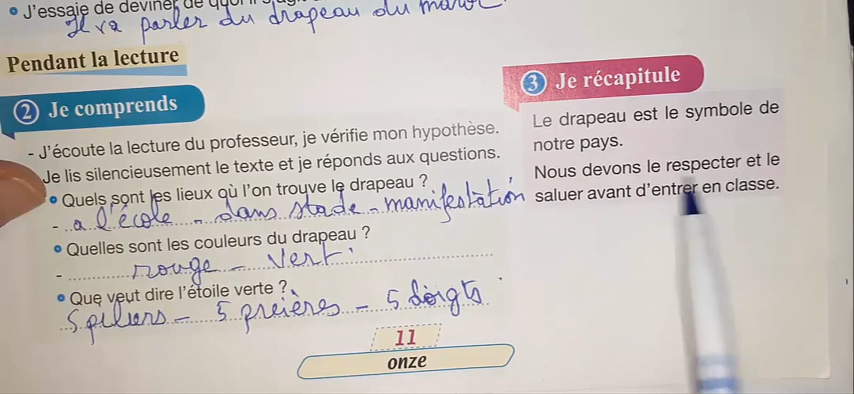 • J'essaie de deviner de quoi il s'agit
Il va parler du drapeau du maroc
Pendant la lecture
2 Je comprends
- J'écoute la lecture du professeur, je vérifie mon hypothèse.
Je lis silencieusement le texte et je réponds aux questions.
• Quels sont les lieux où l'on trouve le drapeau ?
- a l'école - dans stade - manifestation
• Quelles sont les couleurs du drapeau ?
- rouge - vert
• Que veut dire l'étoile verte ?
5 piliers - 5 preières - 5 doigts
3 Je récapitule
Le drapeau est le symbole de
notre pays.
Nous devons le respecter et le
saluer avant d'entrer en classe.
11
onze